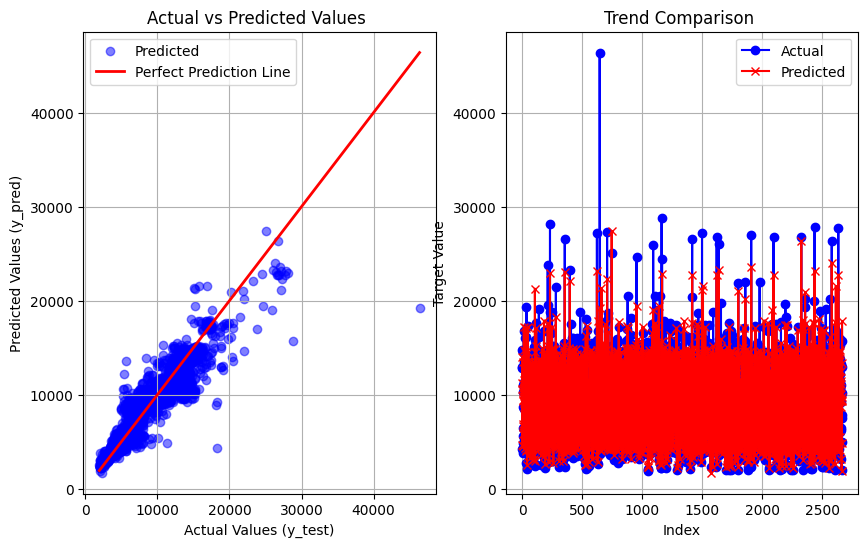 Actual vs Predicted Values
Predicted
Perfect Prediction Line
Predicted Values (y_pred)
40000
30000
20000
10000
0
0
10000
20000
30000
40000
Actual Values (y_test)
Trend Comparison
Actual
Predicted
Target Value
40000
30000
20000
10000
0
0
500
1000
1500
2000
2500
Index